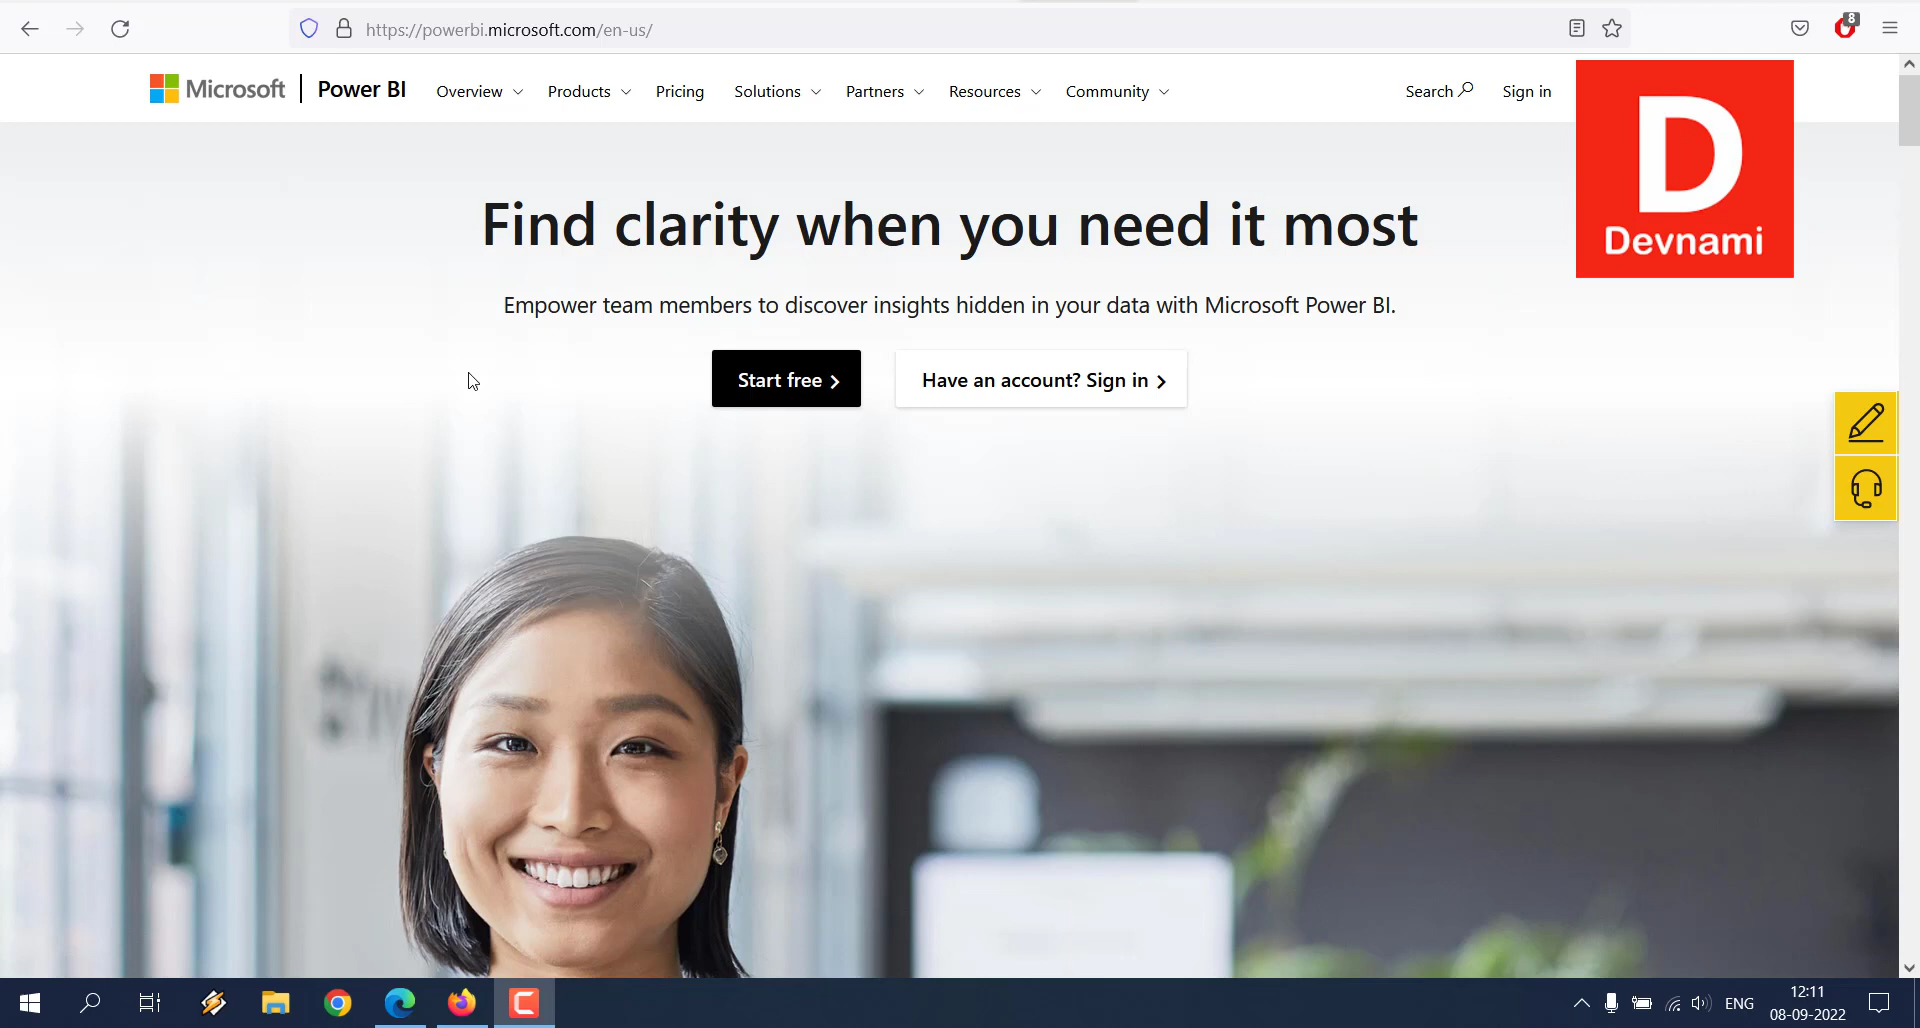 https://powerbi.microsoft.com/en-us/
8
Microsoft
Power BI
Overview
Products
Pricing
Solutions
Partners
Resources
Community
Search
Sign in
D
Devnami
Find clarity when you need it most
Empower team members to discover insights hidden in your data with Microsoft Power BI.
Start free
Have an account? Sign in
ENG
12:11
08-09-2022